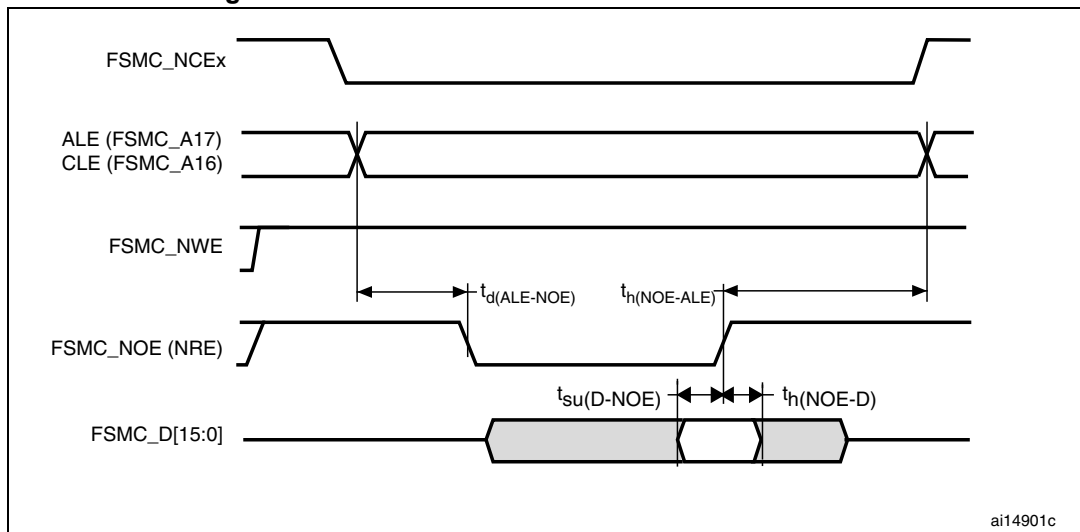 FSMC_NCEx
ALE (FSMC_A17)
CLE (FSMC_A16)
FSMC_NWE
td(ALE-NOE)
th(NOE-ALE)
FSMC_NOE (NRE)
tsu(D-NOE)
th(NOE-D)
FSMC_D[15:0]
ai14901c